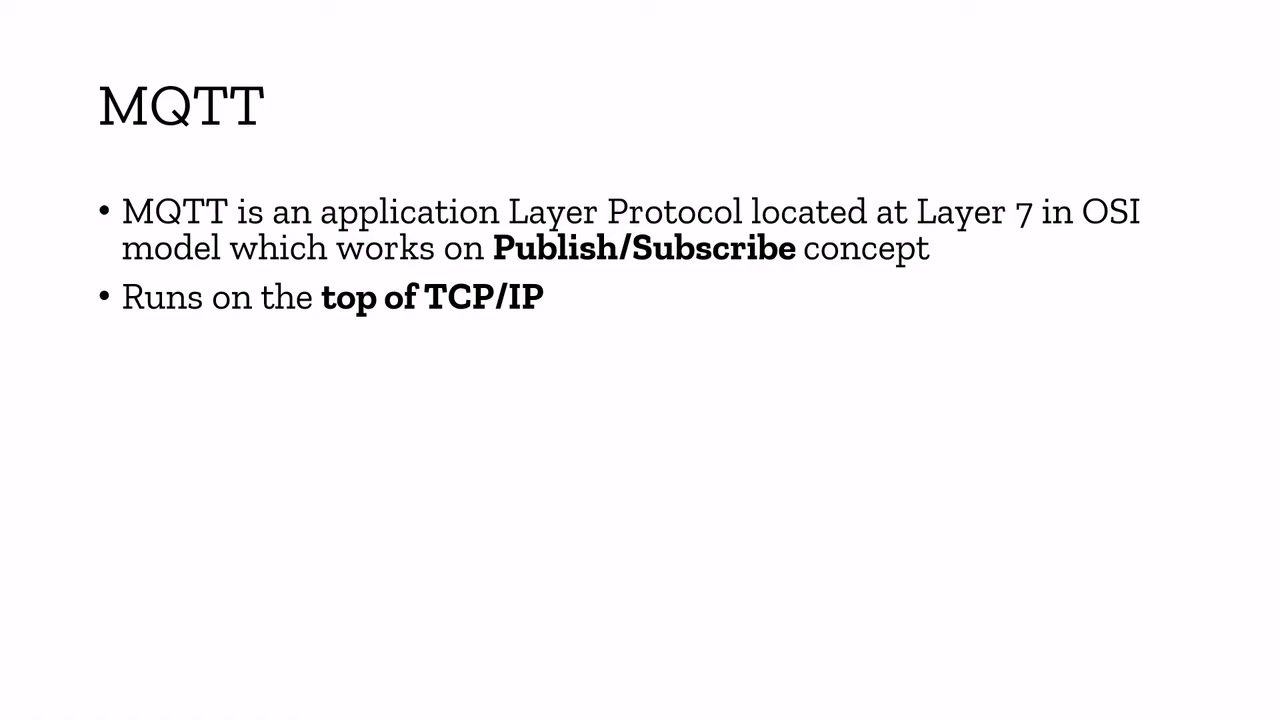 MQTT
• MQTT is an application Layer Protocol located at Layer 7 in OSI
model which works on Publish/Subscribe concept
• Runs on the top of TCP/IP